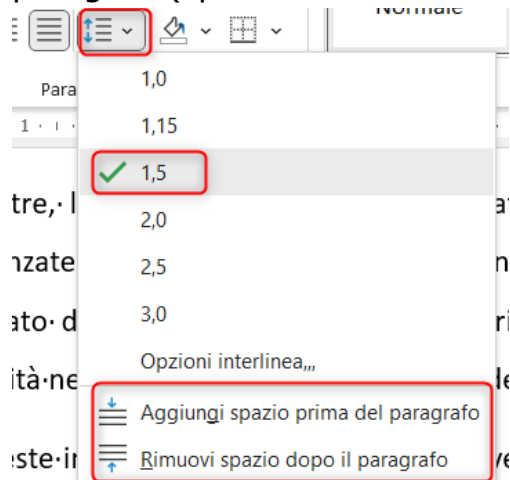 Normale
Para
1
1,0
1,15
1,5
2,0
2,5
3,0
Opzioni interlinea,,,
Aggiungi spazio prima del paragrafo
Rimuovi spazio dopo il paragrafo
tre,· l
nzate
ato· d
ità·ne
este·i